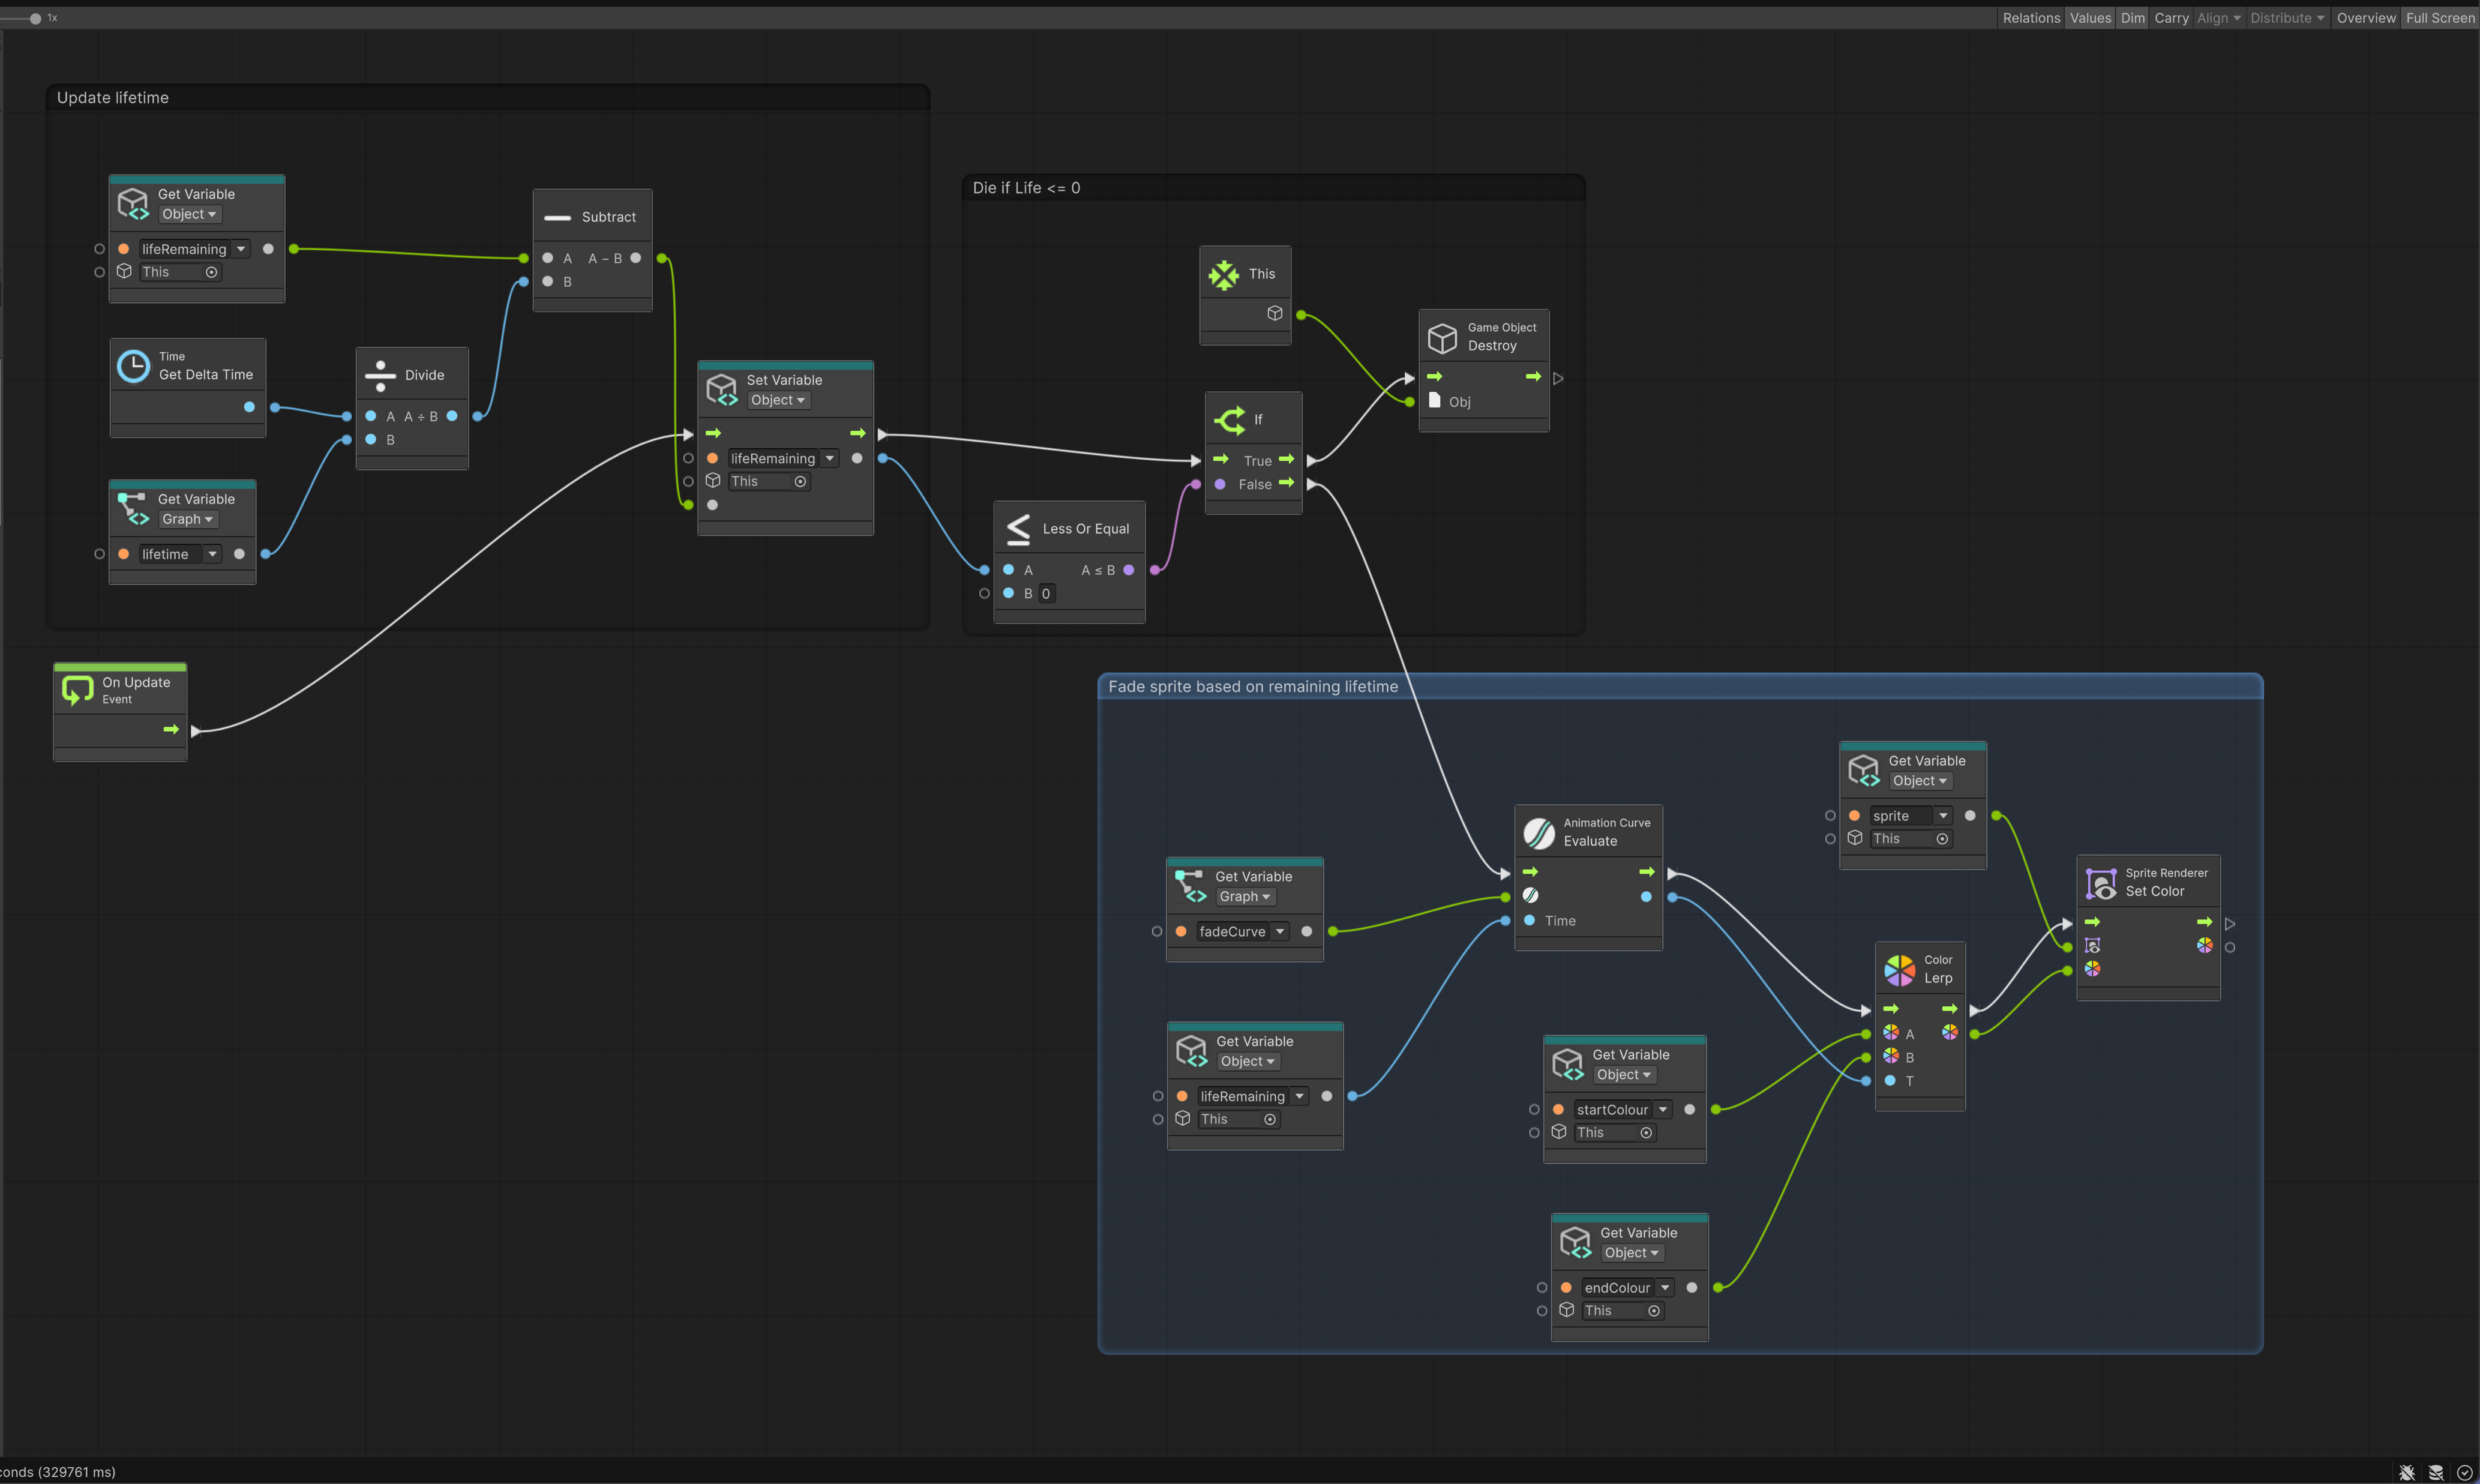 1x
Relations Values Dim Carry Align Distribute Overview Full Screen
Update lifetime
Get Variable
Object
lifeRemaining
This
Subtract
A A − B
B
Time
Get Delta Time
Divide
A A ÷ B
B
Get Variable
Graph
lifetime
Set Variable
Object
lifeRemaining
This
On Update
Event
Die if Life <= 0
This
Game Object
Destroy
Obj
If
True
False
Less Or Equal
A A ≤ B
B 0
Fade sprite based on remaining lifetime
Get Variable
Graph
fadeCurve
Get Variable
Object
lifeRemaining
This
Animation Curve
Evaluate
Time
Get Variable
Object
startColour
This
Get Variable
Object
endColour
This
Get Variable
Object
sprite
This
Color
Lerp
A
B
T
Sprite Renderer
Set Color
conds (329761 ms)